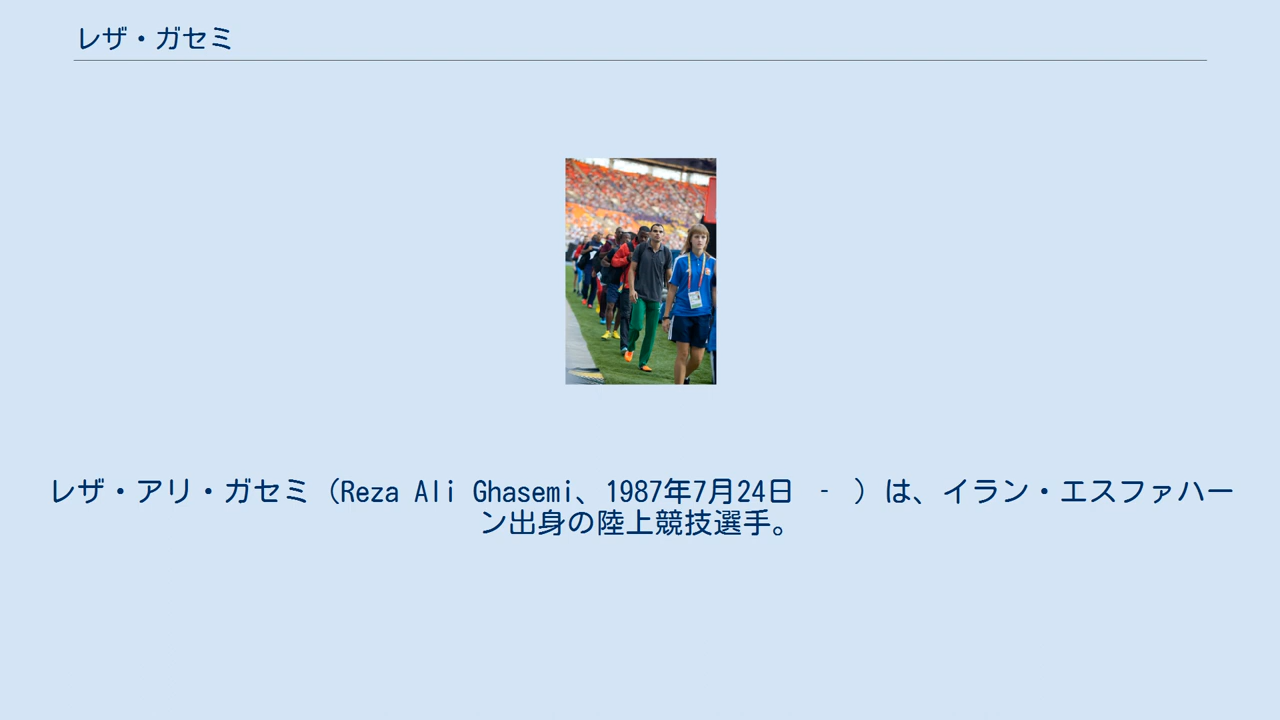 レザ・ガセミ
レザ・アリ・ガセミ（Reza Ali Ghasemi、1987年7月24日 - ）は、イラン・エスファハー
ン出身の陸上競技選手。